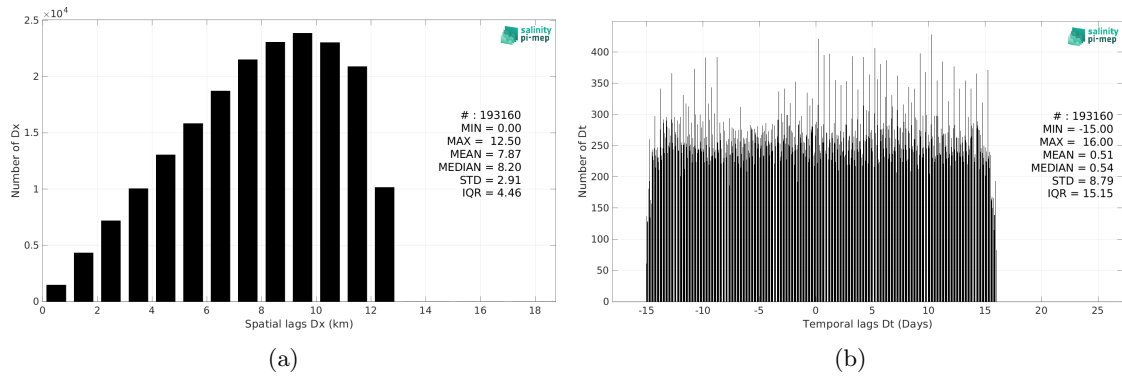 ×10⁴
2.5
2
1.5
1
0.5
0
Number of Dx
0 2 4 6 8 10 12 14 16 18
Spatial lags Dx (km)
salinity
pi-mep
# : 193160
MIN = 0.00
MAX = 12.50
MEAN = 7.87
MEDIAN = 8.20
STD = 2.91
IQR = 4.46
(a)
400
350
300
250
200
150
100
50
0
Number of Dt
-15 -10 -5 0 5 10 15 20 25
Temporal lags Dt (Days)
salinity
pi-mep
# : 193160
MIN = -15.00
MAX = 16.00
MEAN = 0.51
MEDIAN = 0.54
STD = 8.79
IQR = 15.15
(b)